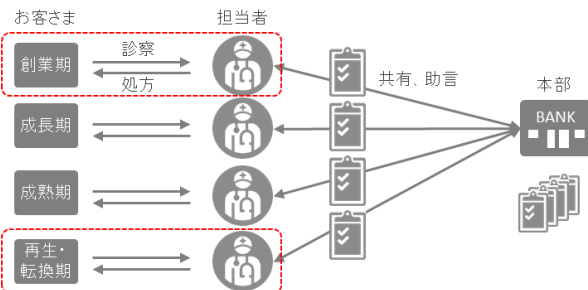 お客さま
担当者
創業期
診察
処方
共有、助言
本部
BANK
成長期
成熟期
再生・
転換期